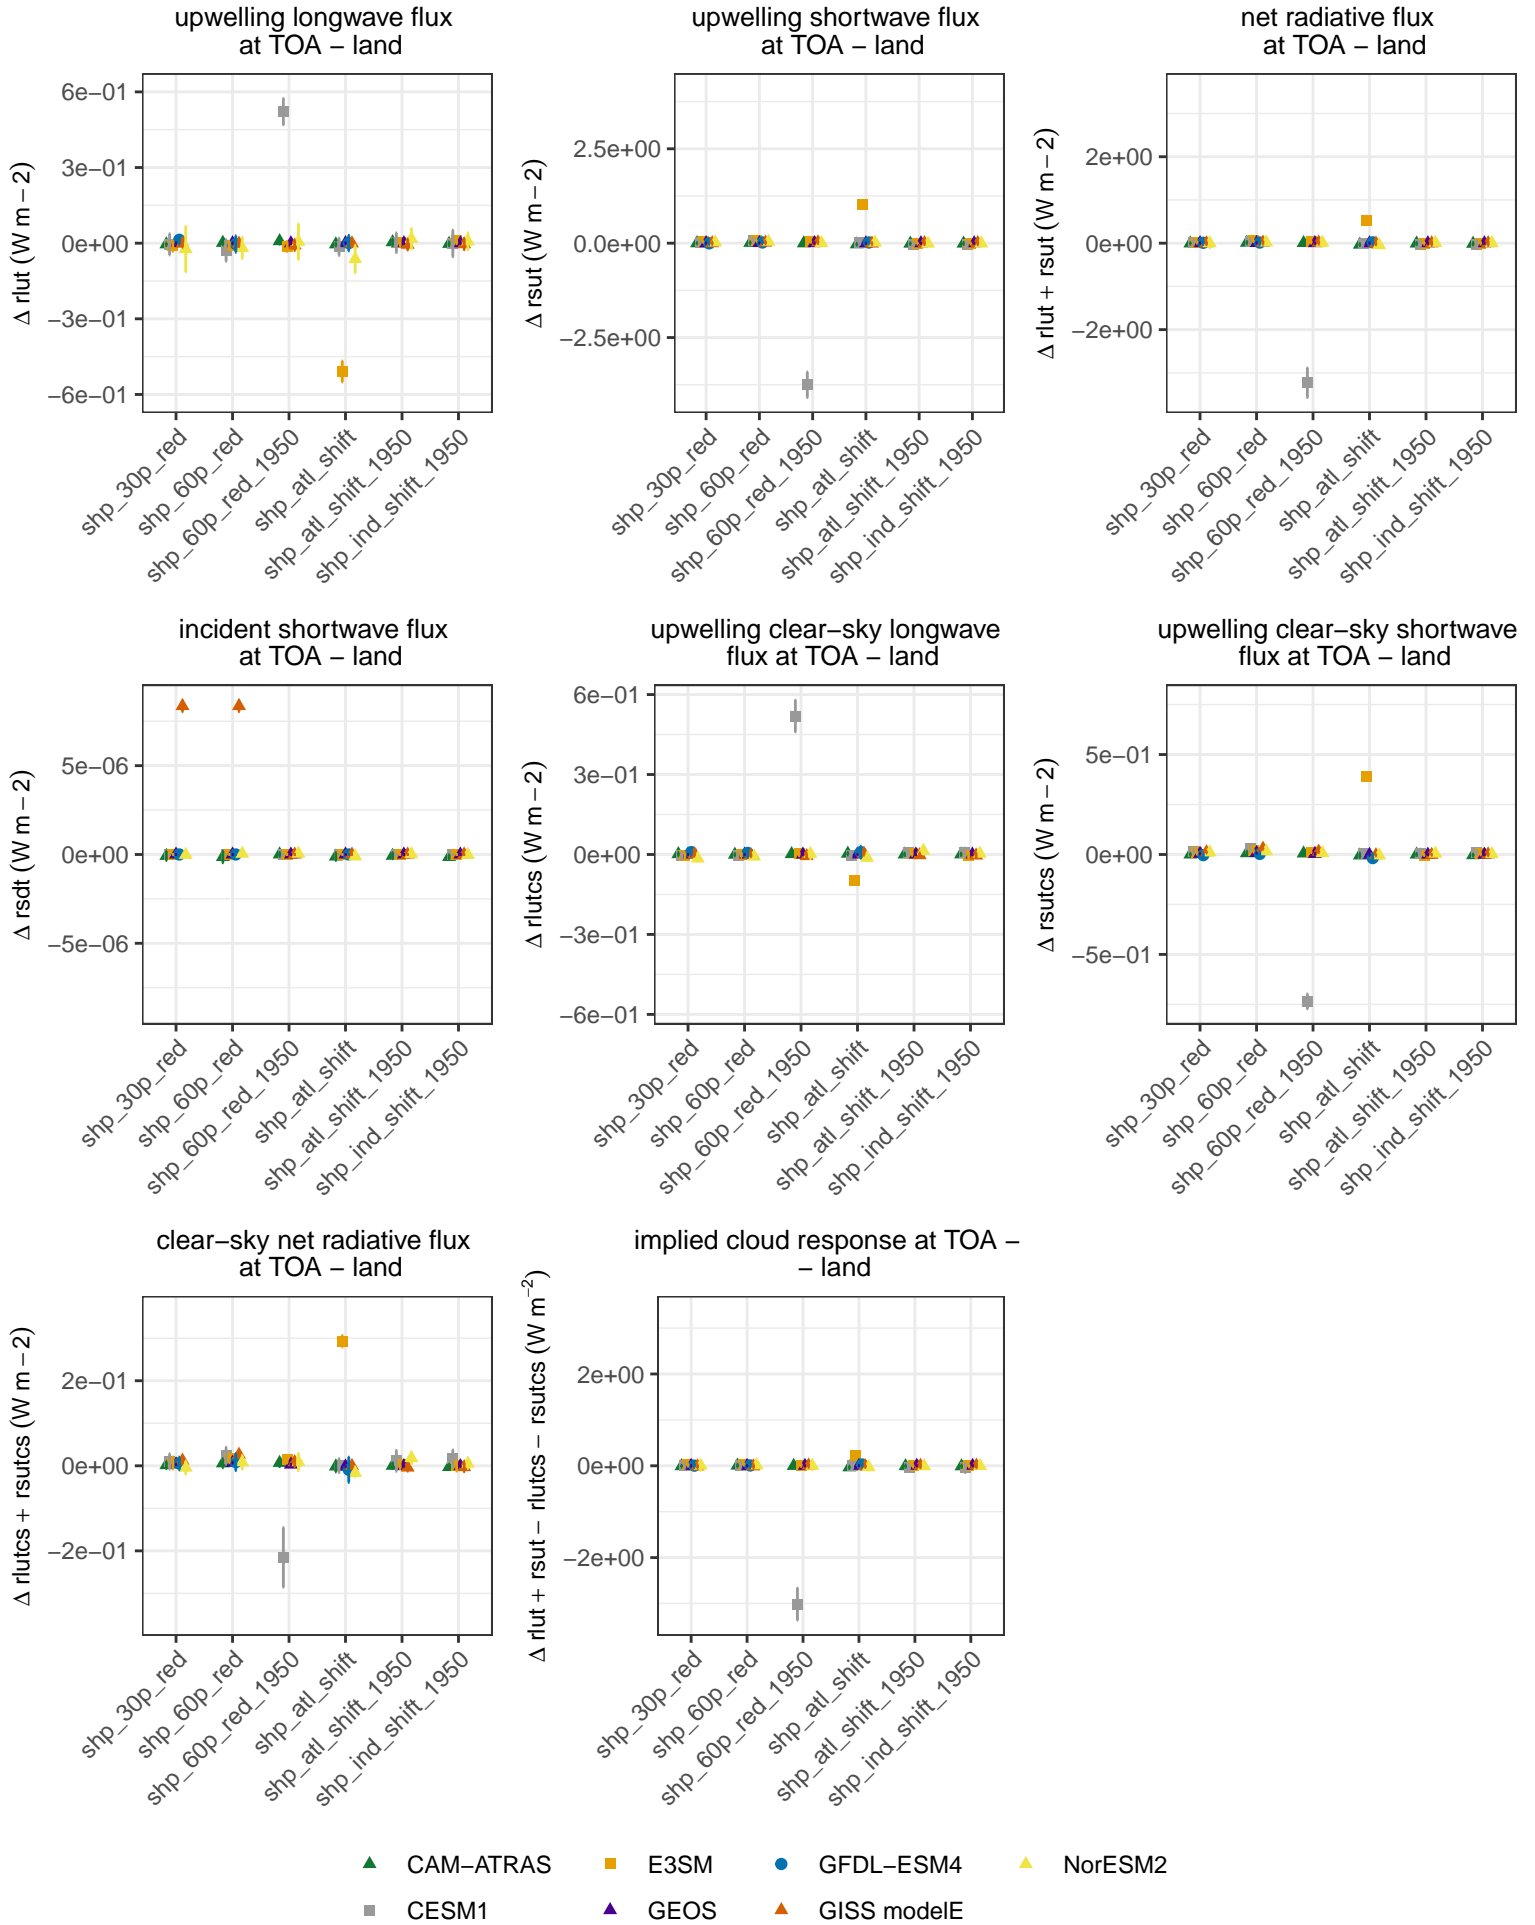 upwelling longwave flux
at TOA − land
6e−01
3e−01
0e+00
−3e−01
−6e−01
Δ rlut (W m − 2)
shp_30p_red
shp_60p_red
shp_60p_red_1950
shp_atl_shift
shp_atl_shift_1950
shp_ind_shift_1950
upwelling shortwave flux
at TOA − land
2.5e+00
0.0e+00
−2.5e+00
Δ rsut (W m − 2)
shp_30p_red
shp_60p_red
shp_60p_red_1950
shp_atl_shift
shp_atl_shift_1950
shp_ind_shift_1950
net radiative flux
at TOA − land
2e+00
0e+00
−2e+00
Δ rlut + rsut (W m − 2)
shp_30p_red
shp_60p_red
shp_60p_red_1950
shp_atl_shift
shp_atl_shift_1950
shp_ind_shift_1950
incident shortwave flux
at TOA − land
5e−06
0e+00
−5e−06
Δ rsdt (W m − 2)
shp_30p_red
shp_60p_red
shp_60p_red_1950
shp_atl_shift
shp_atl_shift_1950
shp_ind_shift_1950
upwelling clear−sky longwave
flux at TOA − land
6e−01
3e−01
0e+00
−3e−01
−6e−01
Δ rlutcs (W m − 2)
shp_30p_red
shp_60p_red
shp_60p_red_1950
shp_atl_shift
shp_atl_shift_1950
shp_ind_shift_1950
upwelling clear−sky shortwave
flux at TOA − land
5e−01
0e+00
−5e−01
Δ rsutcs (W m − 2)
shp_30p_red
shp_60p_red
shp_60p_red_1950
shp_atl_shift
shp_atl_shift_1950
shp_ind_shift_1950
clear−sky net radiative flux
at TOA − land
2e−01
0e+00
−2e−01
Δ rlutcs + rsutcs (W m − 2)
shp_30p_red
shp_60p_red
shp_60p_red_1950
shp_atl_shift
shp_atl_shift_1950
shp_ind_shift_1950
implied cloud response at TOA −
− land
2e+00
0e+00
−2e+00
Δ rlut + rsut − rlutcs − rsutcs (W m⁻²)
shp_30p_red
shp_60p_red
shp_60p_red_1950
shp_atl_shift
shp_atl_shift_1950
shp_ind_shift_1950
CAM−ATRAS E3SM GFDL−ESM4 NorESM2
CESM1 GEOS GISS modelE